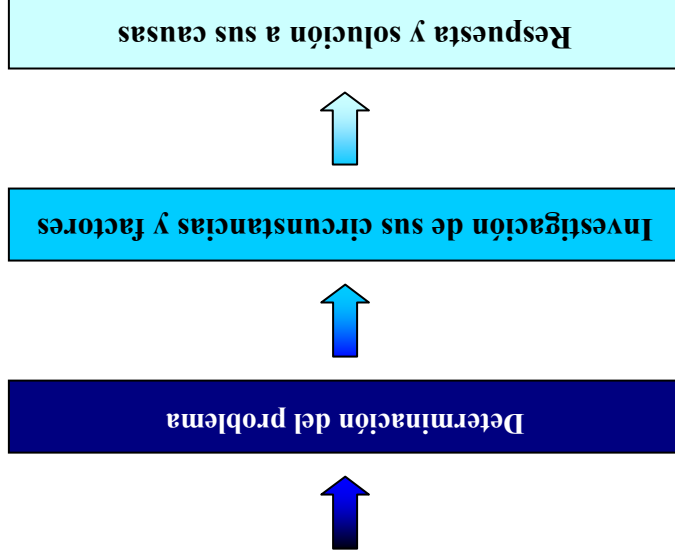 Determinación del problema
Investigación de sus circunstancias y factores
Respuesta y solución a sus causas